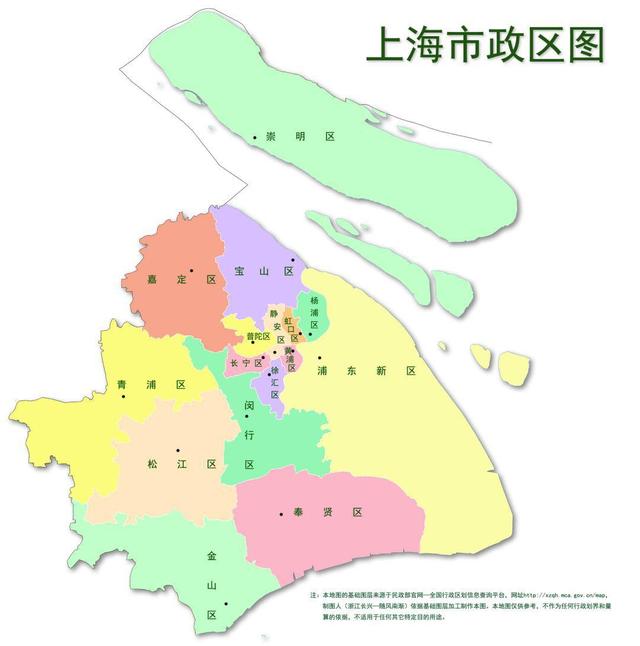 上海市政区图
崇明区
嘉定区
宝山区
杨浦区
静安区
虹口区
普陀区
黄浦区
长宁区
徐汇区
浦东新区
青浦区
闵行区
松江区
奉贤区
金山区
注：本地图的基础图层来源于民政部官网—全国行政区划信息查询平台，网址http://xzqh.mca.gov.cn/map，
制图人（浙江长兴—随风南渐）依据基础图层加工制作本图。本地图仅供参考，不作为任何行政划界和量
算的依据，不适用于任何其它特定目的用途。